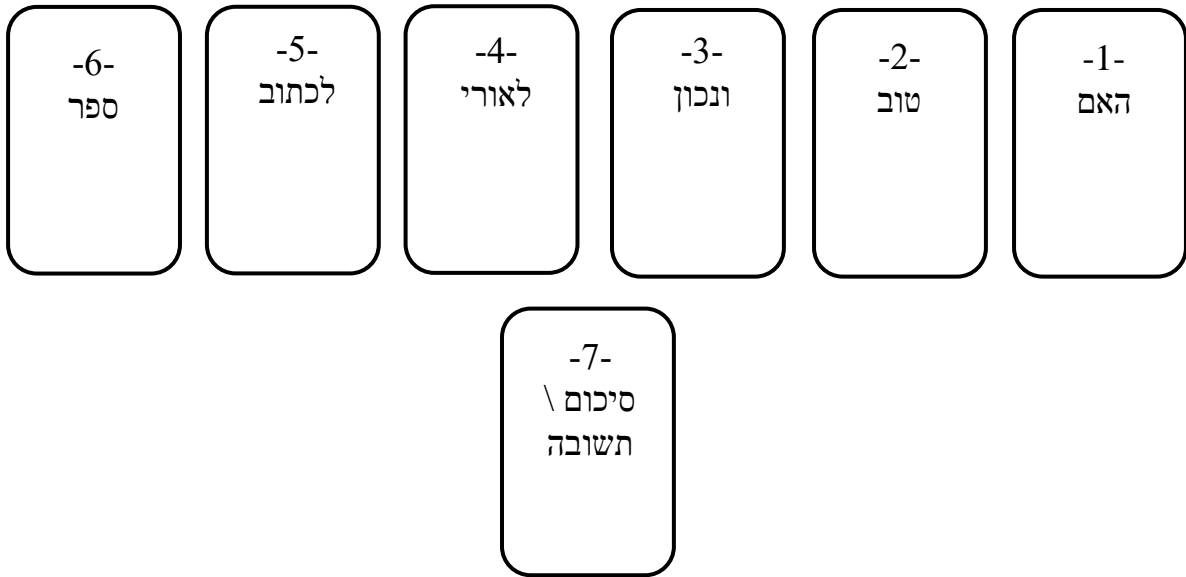 -1-
האם
-2-
טוב
-3-
ונכון
-4-
לאורי
-5-
לכתוב
-6-
ספר
-7-
סיכום \
תשובה